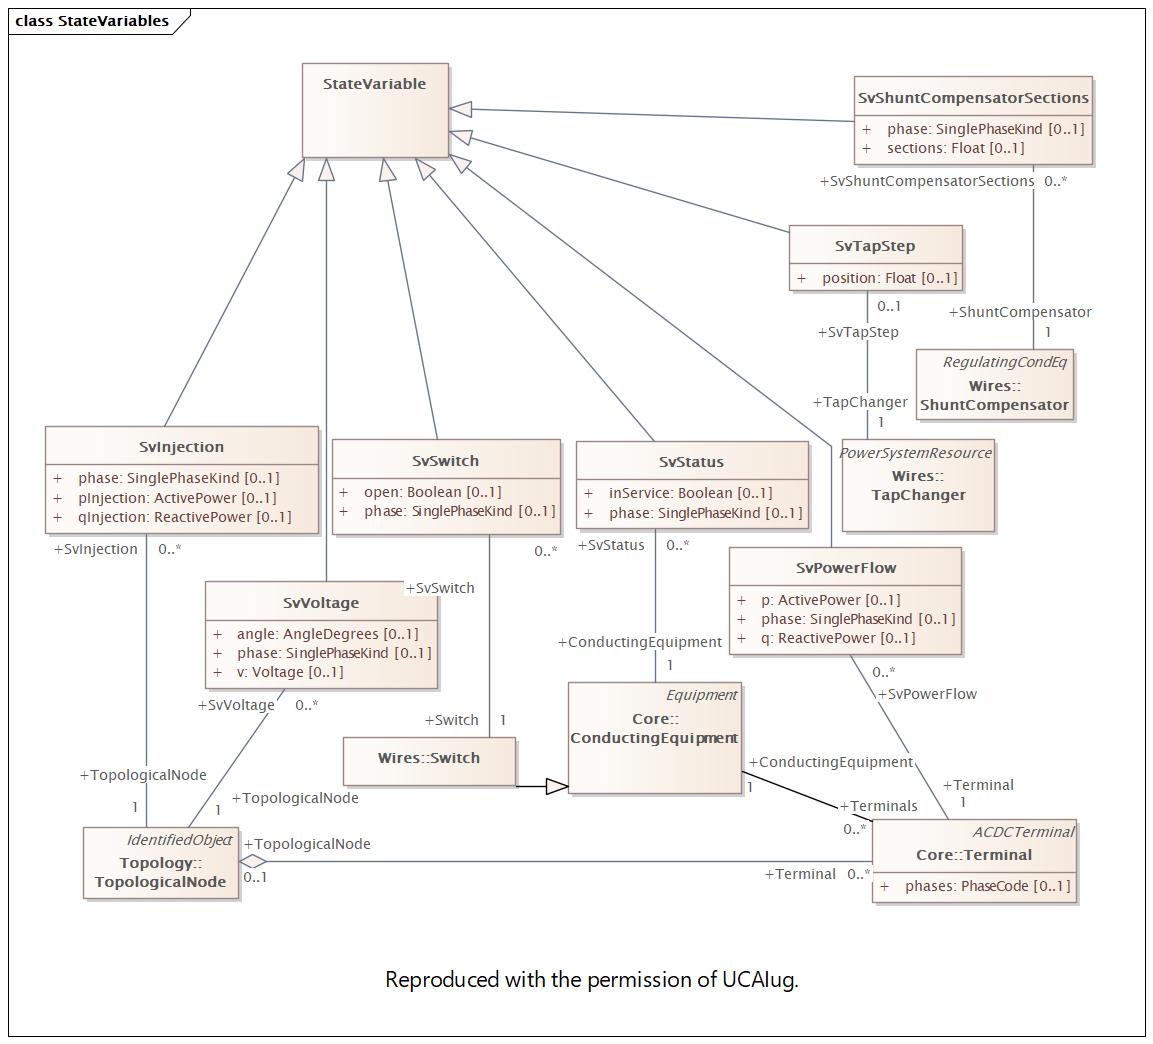 class StateVariables
StateVariable
SvShuntCompensatorSections
+ phase: SinglePhaseKind [0..1]
+ sections: Float [0..1]
+SvShuntCompensatorSections 0..*
SvTapStep
+ position: Float [0..1]
0..1
+SvTapStep
+ShuntCompensator
1
RegulatingCondEq
Wires::
ShuntCompensator
+TapChanger
1
PowerSystemResource
Wires::
TapChanger
SvInjection
+ phase: SinglePhaseKind [0..1]
+ pInjection: ActivePower [0..1]
+ qInjection: ReactivePower [0..1]
+SvInjection 0..*
SvSwitch
+ open: Boolean [0..1]
+ phase: SinglePhaseKind [0..1]
0..*
+SvSwitch
SvStatus
+ inService: Boolean [0..1]
+ phase: SinglePhaseKind [0..1]
+SvStatus 0..*
SvPowerFlow
+ p: ActivePower [0..1]
+ phase: SinglePhaseKind [0..1]
+ q: ReactivePower [0..1]
0..*
+SvPowerFlow
SvVoltage
+ angle: AngleDegrees [0..1]
+ phase: SinglePhaseKind [0..1]
+ v: Voltage [0..1]
+SvVoltage 0..*
+ConductingEquipment
1
Equipment
Core::
ConductingEquipment
+Switch 1
Wires::Switch
+ConductingEquipment
1
+Terminals
0..*
+Terminal
1
+TopologicalNode
1
+TopologicalNode
1
IdentifiedObject
Topology::
TopologicalNode
+TopologicalNode
0..1
+Terminal 0..*
ACDCTerminal
Core::Terminal
+ phases: PhaseCode [0..1]
Reproduced with the permission of UCAIug.